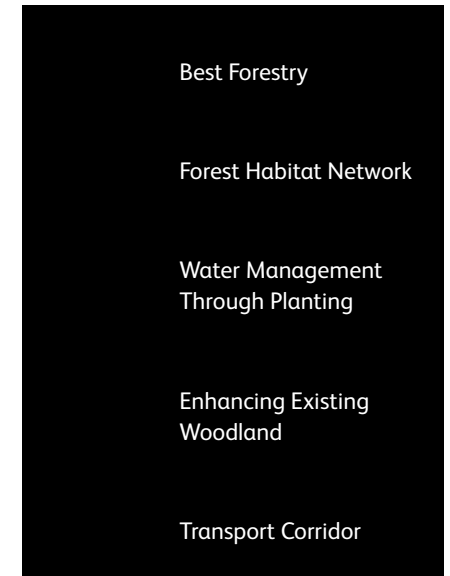 Best Forestry
Forest Habitat Network
Water Management
Through Planting
Enhancing Existing
Woodland
Transport Corridor